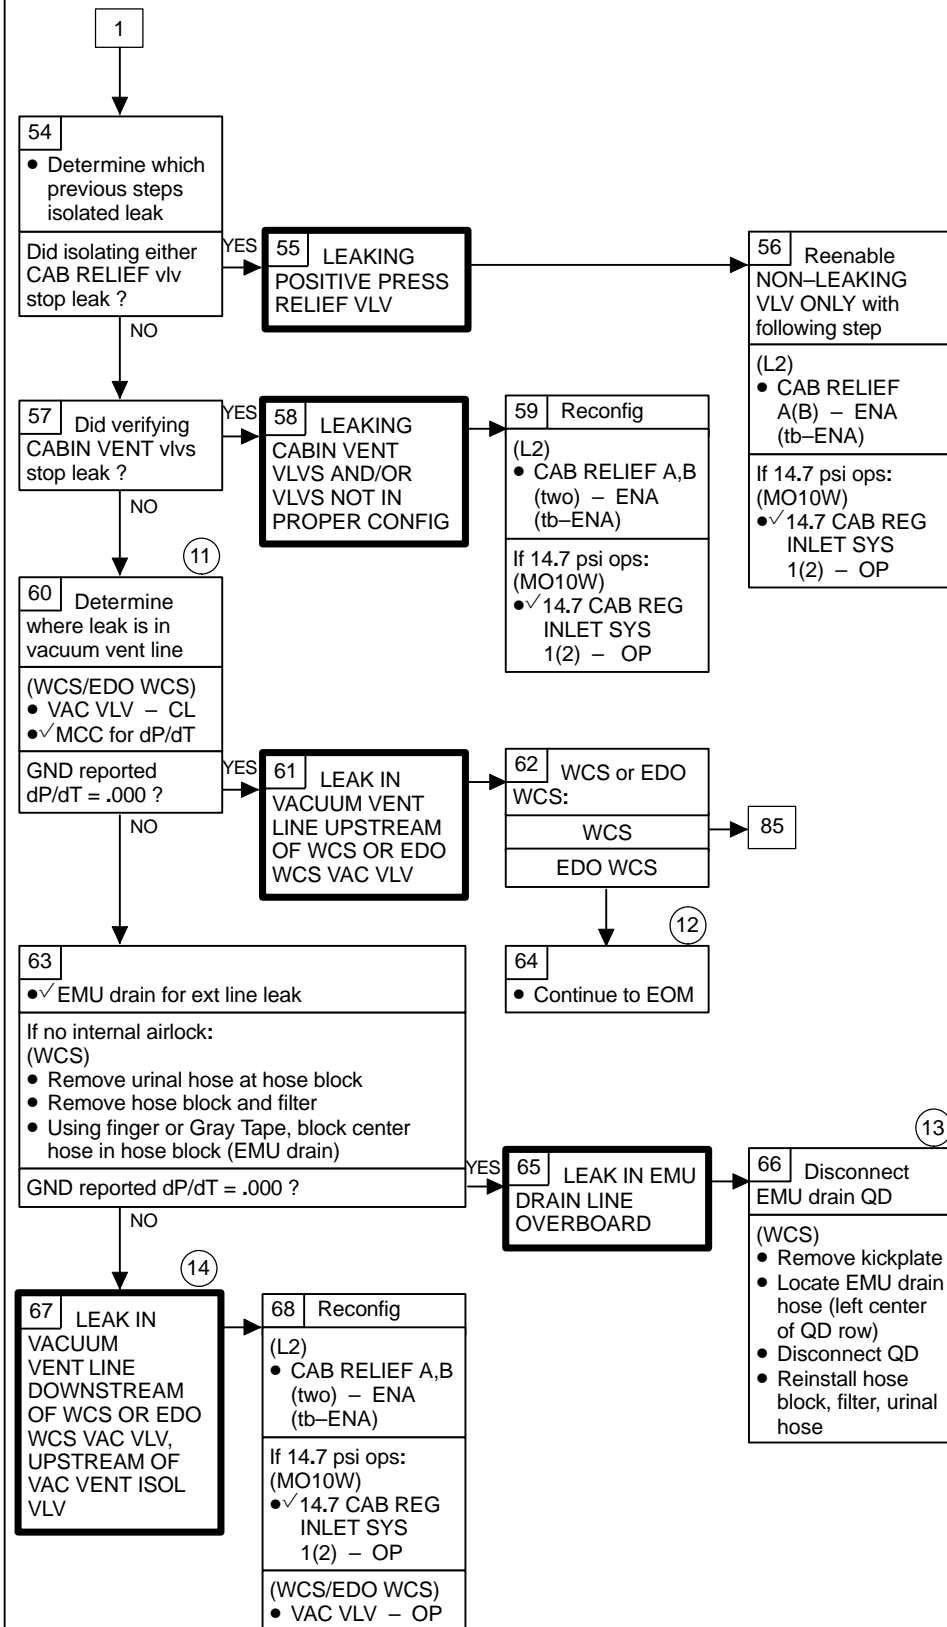 1
54
● Determine which
previous steps
isolated leak
Did isolating either
CAB RELIEF vlv
stop leak ?
YES
NO
55 LEAKING
POSITIVE PRESS
RELIEF VLV
56 Reenable
NON–LEAKING
VLV ONLY with
following step
(L2)
● CAB RELIEF
A(B) – ENA
(tb–ENA)
If 14.7 psi ops:
(MO10W)
●√14.7 CAB REG
INLET SYS
1(2) – OP
57 Did verifying
CABIN VENT vlvs
stop leak ?
YES
NO
58 LEAKING
CABIN VENT
VLVS AND/OR
VLVS NOT IN
PROPER CONFIG
59 Reconfig
(L2)
● CAB RELIEF A,B
(two) – ENA
(tb–ENA)
If 14.7 psi ops:
(MO10W)
●√14.7 CAB REG
INLET SYS
1(2) – OP
11
60 Determine
where leak is in
vacuum vent line
(WCS/EDO WCS)
● VAC VLV – CL
●√MCC for dP/dT
GND reported
dP/dT = .000 ?
YES
NO
61 LEAK IN
VACUUM VENT
LINE UPSTREAM
OF WCS OR EDO
WCS VAC VLV
62 WCS or EDO
WCS:
WCS
EDO WCS
85
12
64
● Continue to EOM
63
●√EMU drain for ext line leak
If no internal airlock:
(WCS)
● Remove urinal hose at hose block
● Remove hose block and filter
● Using finger or Gray Tape, block center
hose in hose block (EMU drain)
GND reported dP/dT = .000 ?
YES
NO
65 LEAK IN EMU
DRAIN LINE
OVERBOARD
13
66 Disconnect
EMU drain QD
(WCS)
● Remove kickplate
● Locate EMU drain
hose (left center
of QD row)
● Disconnect QD
● Reinstall hose
block, filter, urinal
hose
14
67 LEAK IN
VACUUM
VENT LINE
DOWNSTREAM
OF WCS OR EDO
WCS VAC VLV,
UPSTREAM OF
VAC VENT ISOL
VLV
68 Reconfig
(L2)
● CAB RELIEF A,B
(two) – ENA
(tb–ENA)
If 14.7 psi ops:
(MO10W)
●√14.7 CAB REG
INLET SYS
1(2) – OP
(WCS/EDO WCS)
● VAC VLV – OP